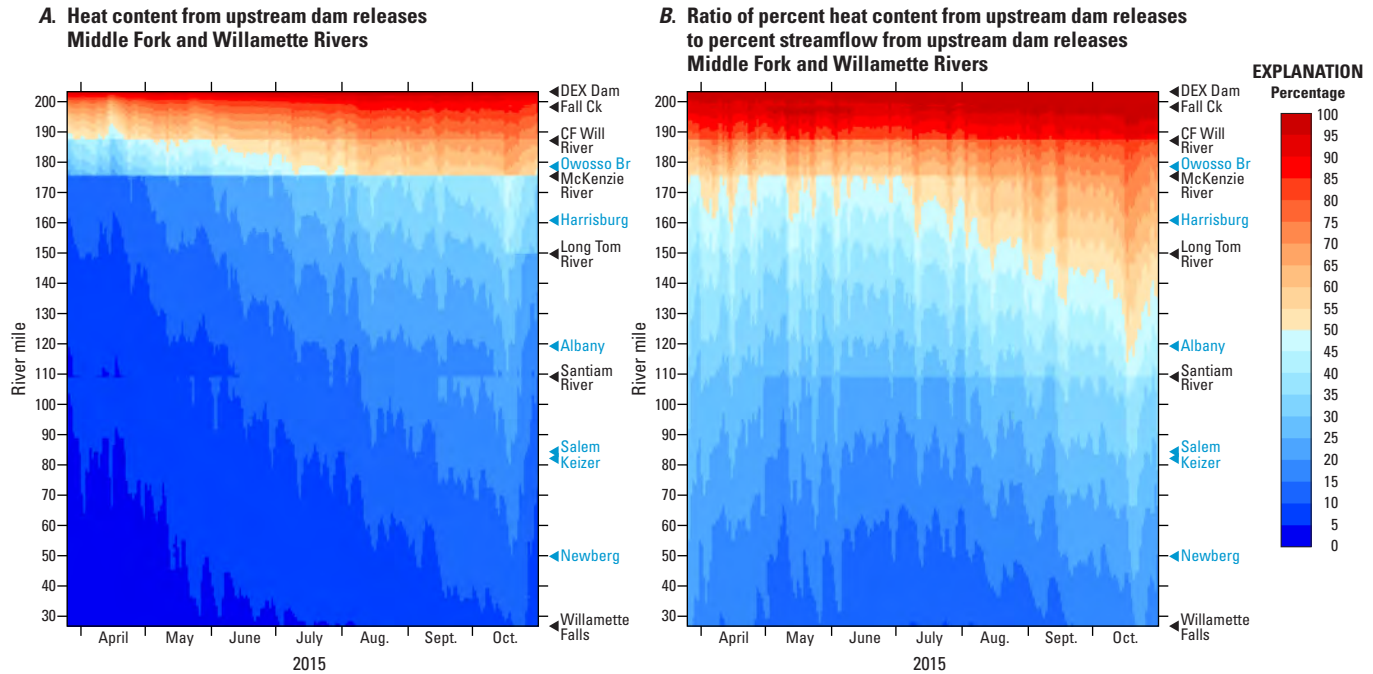 A. Heat content from upstream dam releases
Middle Fork and Willamette Rivers
River mile
200
190
180
170
160
150
140
130
120
110
100
90
80
70
60
50
40
30
April May June July Aug. Sept. Oct.
2015
DEX Dam
Fall Ck
CF Will
River
Owosso Br
McKenzie
River
Harrisburg
Long Tom
River
Albany
Santiam
River
Salem
Keizer
Newberg
Willamette
Falls
B. Ratio of percent heat content from upstream dam releases
to percent streamflow from upstream dam releases
Middle Fork and Willamette Rivers
River mile
200
190
180
170
160
150
140
130
120
110
100
90
80
70
60
50
40
30
April May June July Aug. Sept. Oct.
2015
DEX Dam
Fall Ck
CF Will
River
Owosso Br
McKenzie
River
Harrisburg
Long Tom
River
Albany
Santiam
River
Salem
Keizer
Newberg
Willamette
Falls
EXPLANATION
Percentage
100
95
90
85
80
75
70
65
60
55
50
45
40
35
30
25
20
15
10
5
0